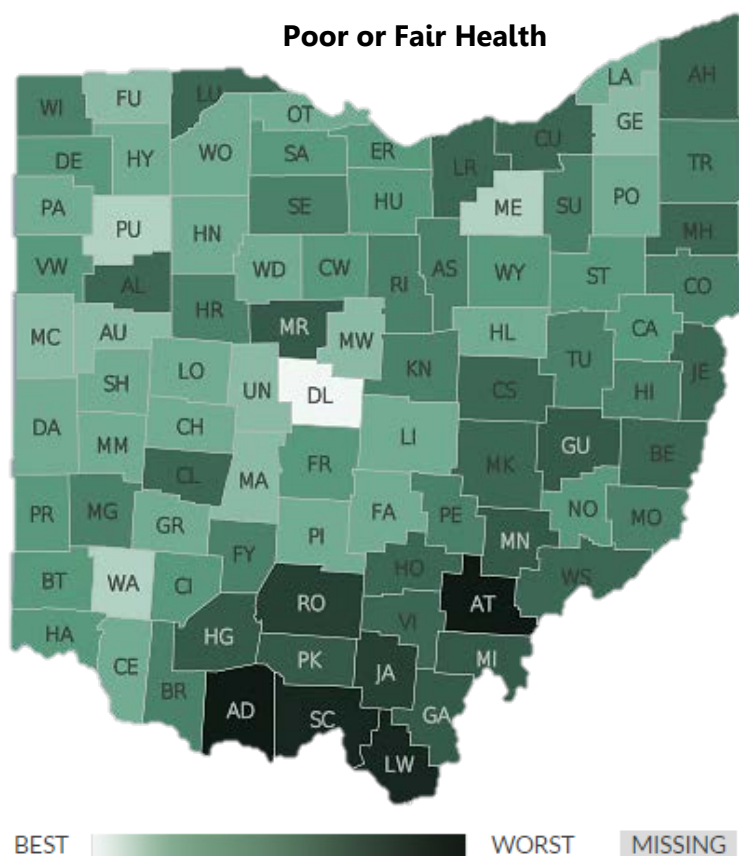 Poor or Fair Health
LA
AH
WI
FU
LU
OT
GE
CU
DE
HY
WO
SA
ER
LR
TR
PA
SE
HU
ME
SU
PO
PU
HN
MH
VW
AL
WD
CW
RI
AS
WY
ST
CO
MC
AU
HR
MR
MW
HL
CA
SH
LO
UN
DL
KN
CS
TU
HI
JE
DA
MM
CH
LI
GU
BE
CL
MA
FR
MK
PR
MG
GR
PI
FA
PE
NO
MO
BT
WA
CI
FY
HO
MN
WS
RO
AT
HA
HG
VI
CE
PK
JA
MI
BR
AD
SC
GA
LW
BEST WORST MISSING